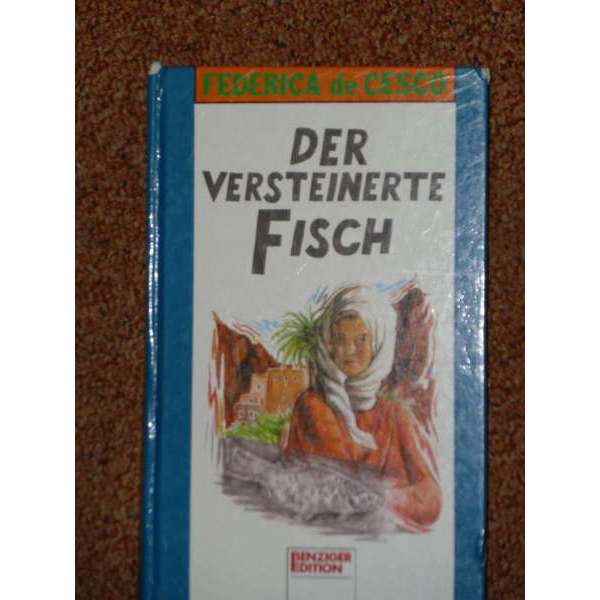 FEDERICA de CESCO
DER
VERSTEINERTE
FISCH
BENZIGER
EDITION